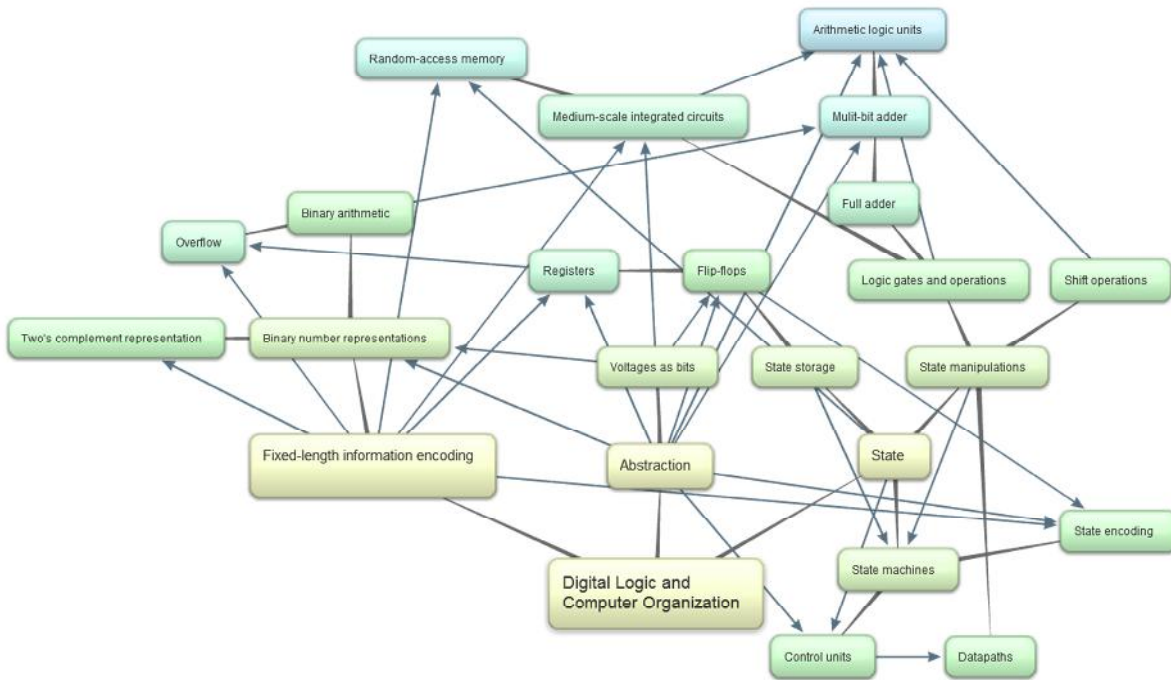 Arithmetic logic units
Random-access memory
Medium-scale integrated circuits
Mulit-bit adder
Full adder
Binary arithmetic
Overflow
Registers
Flip-flops
Logic gates and operations
Shift operations
Two's complement representation
Binary number representations
Voltages as bits
State storage
State manipulations
Fixed-length information encoding
Abstraction
State
State encoding
State machines
Digital Logic and
Computer Organization
Control units
Datapaths